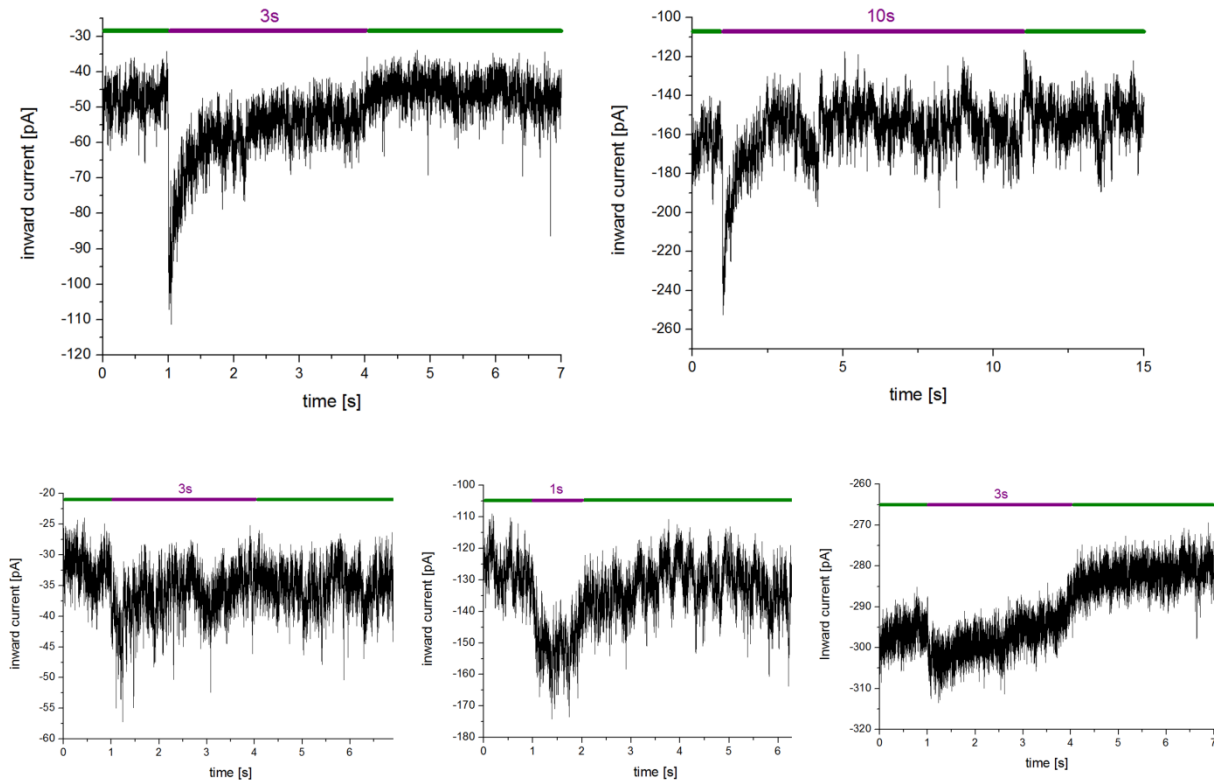 3s
-30
-40
-50
-60
-70
-80
-90
-100
-110
-120
inward current [pA]
0 1 2 3 4 5 6 7
time [s]
10s
-100
-120
-140
-160
-180
-200
-220
-240
-260
inward current [pA]
0 5 10 15
time [s]
3s
-20
-25
-30
-35
-40
-45
-50
-55
-60
inward current [pA]
0 1 2 3 4 5 6
time [s]
1s
-100
-110
-120
-130
-140
-150
-160
-170
-180
inward current [pA]
0 1 2 3 4 5 6
time [s]
3s
-260
-270
-280
-290
-300
-310
-320
Inward current [pA]
0 1 2 3 4 5 6 7
time [s]